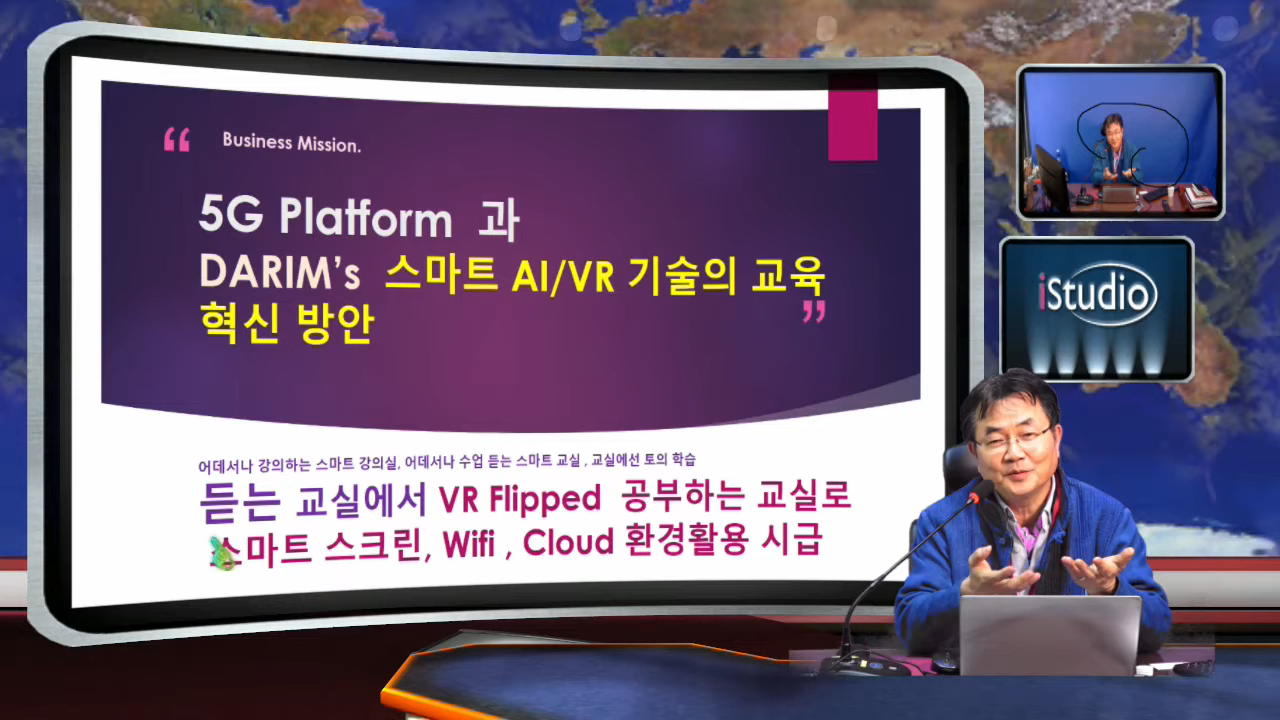 “ Business Mission.
5G Platform 과
DARIM’s 스마트 AI/VR 기술의 교육
혁신 방안 ”
어데서나 강의하는 스마트 강의실, 어데서나 수업 듣는 스마트 교실 , 교실에선 토의 학습
듣는 교실에서 VR Flipped 공부하는 교실로
스마트 스크린, Wifi , Cloud 환경활용 시급
iStudio